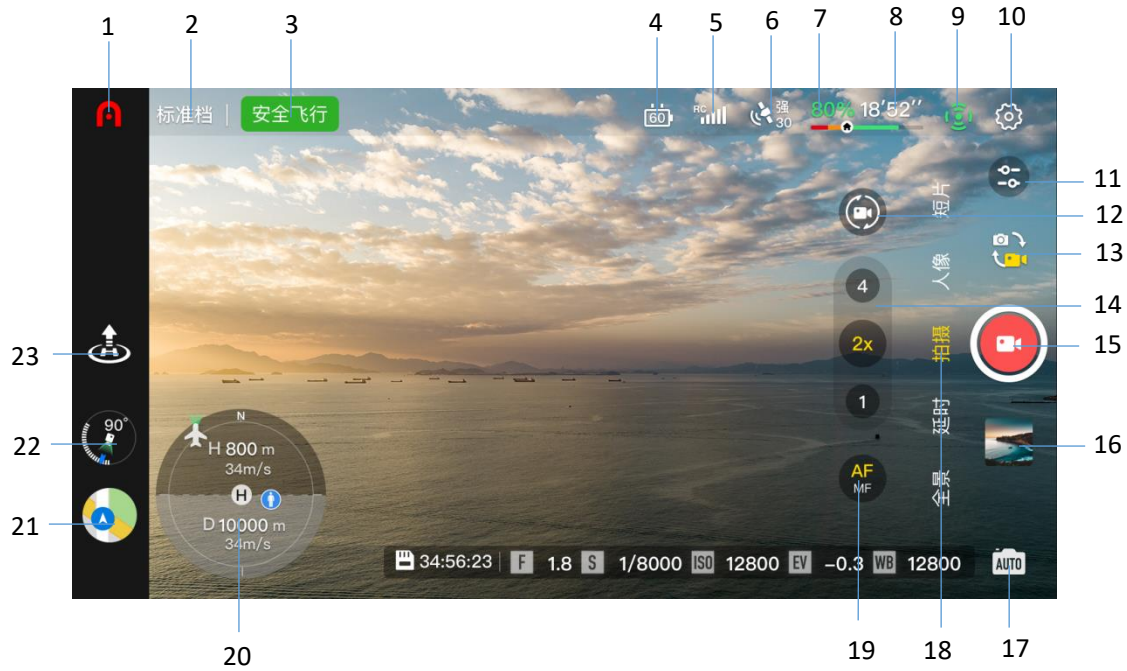 1 2 3 4 5 6 7 8 9 10
标准档 | 安全飞行 60 RC 强 30 80% 18'52''
短片
11
12
人像
13
4
14
2x
拍摄
15
23
1
延时
90°
N
H 800 m
34m/s
16
22
AF
MF
全景
H
D 10000 m
34m/s
21
34:56:23 F 1.8 S 1/8000 ISO 12800 EV −0.3 WB 12800 AUTO
20 19 18 17